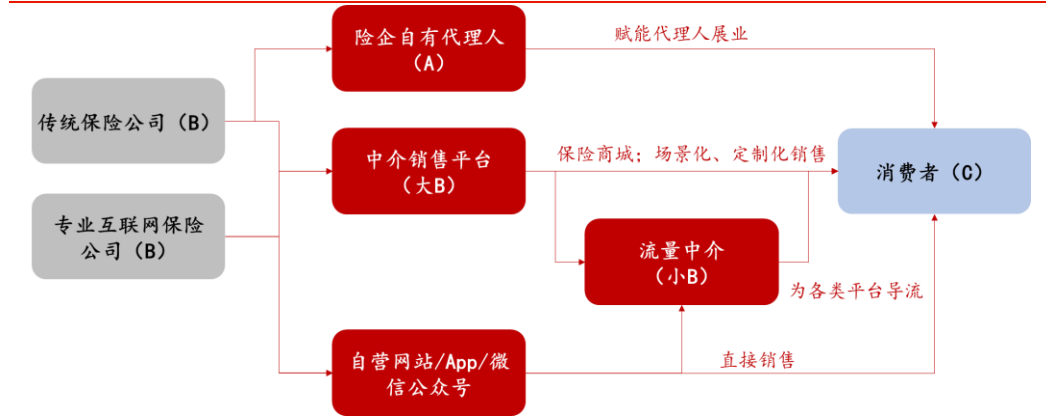 险企自有代理人
（A）
赋能代理人展业
传统保险公司（B）
中介销售平台
（大B）
保险商城；场景化、定制化销售
消费者（C）
专业互联网保险
公司（B）
流量中介
（小B）
为各类平台导流
自营网站/App/微
信公众号
直接销售